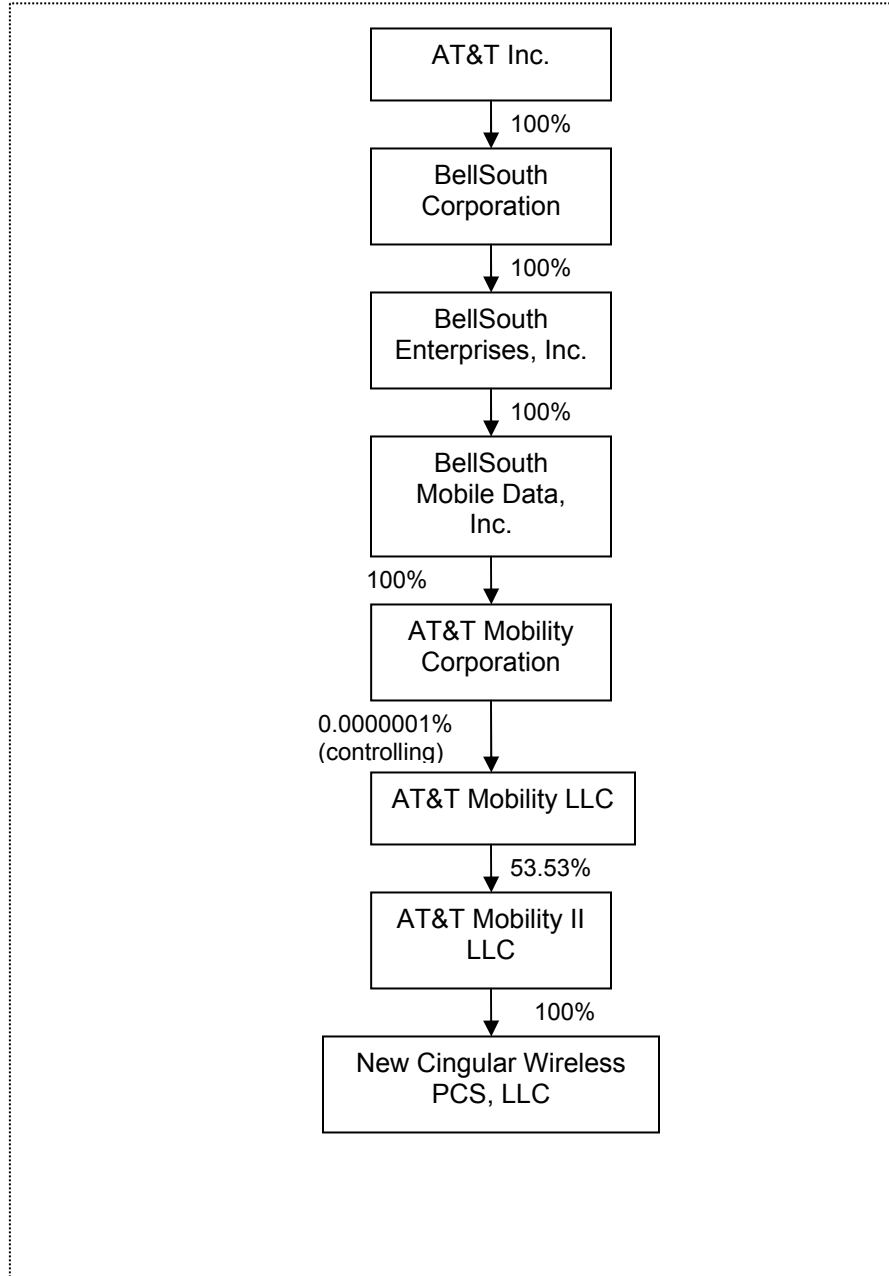 AT&T Inc.
100%
BellSouth
Corporation
100%
BellSouth
Enterprises, Inc.
100%
BellSouth
Mobile Data,
Inc.
100%
AT&T Mobility
Corporation
0.0000001%
(controlling)
AT&T Mobility LLC
53.53%
AT&T Mobility II
LLC
100%
New Cingular Wireless
PCS, LLC